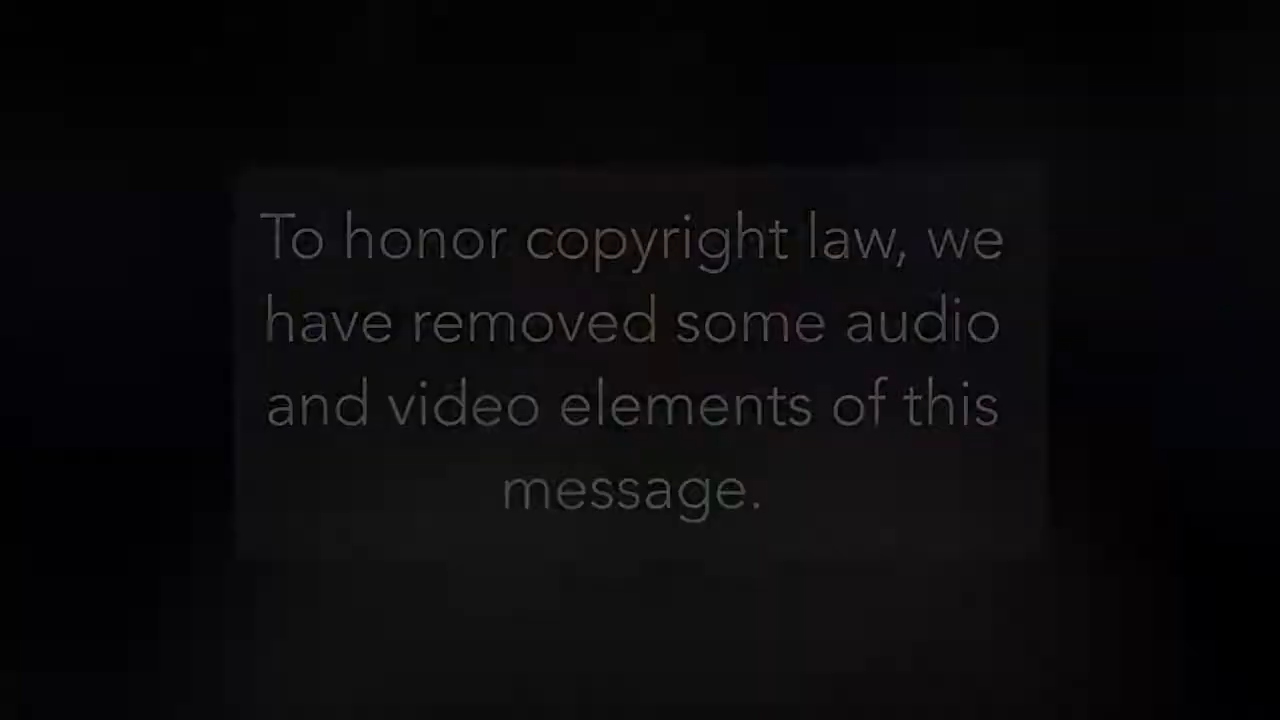 To honor copyright law, we
have removed some audio
and video elements of this
message.